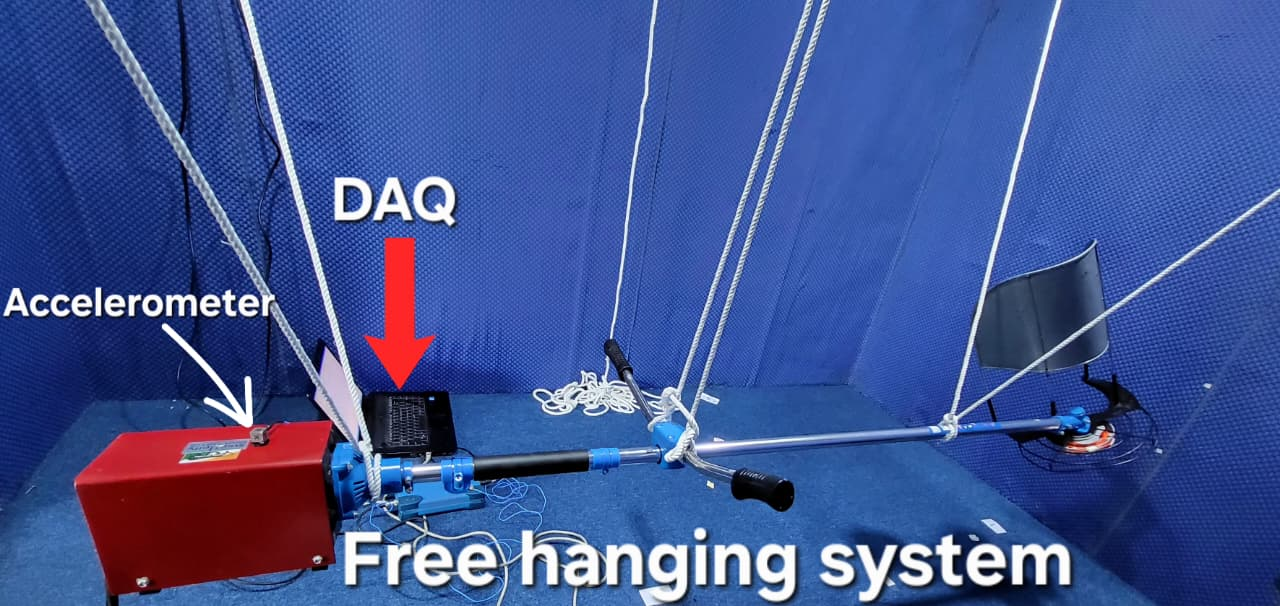 DAQ
Accelerometer
Free hanging system